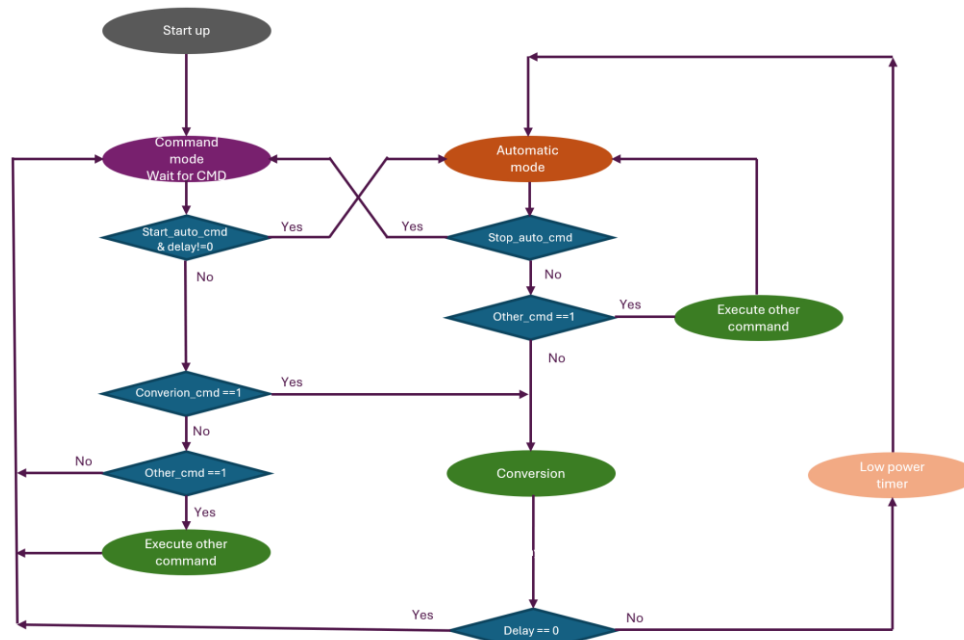 Start up
Command
mode
Wait for CMD
Automatic
mode
Start_auto_cmd
& delay!=0
Yes
Yes
Stop_auto_cmd
No
No
Other_cmd ==1
Yes
Execute other
command
No
Converion_cmd ==1
Yes
No
No
Other_cmd ==1
Conversion
Low power
timer
Yes
Execute other
command
Yes
Delay == 0
No